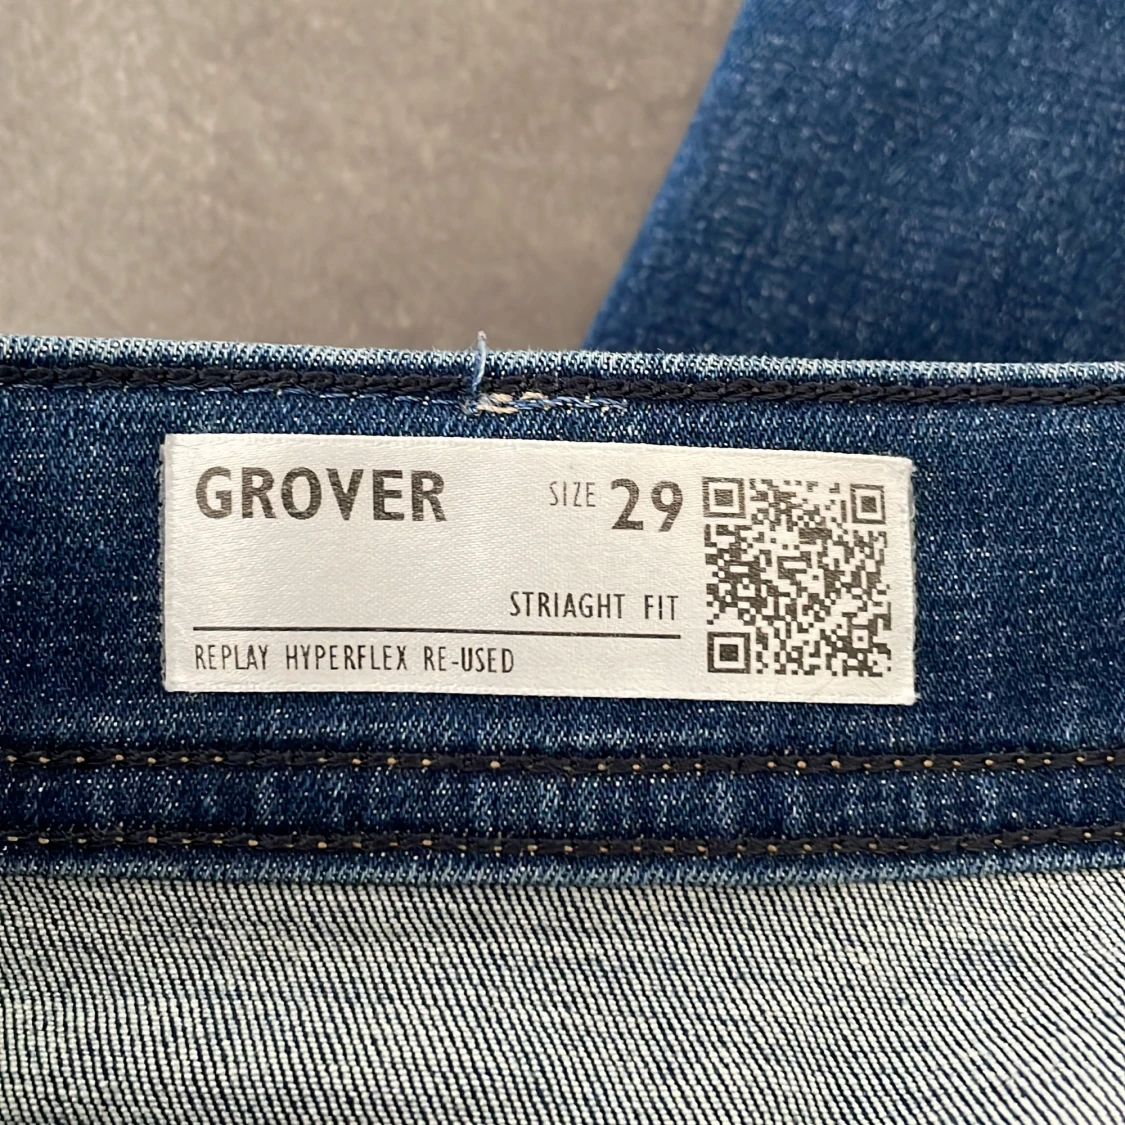 GROVER
SIZE 29
STRIAGHT FIT
REPLAY HYPERFLEX RE-USED